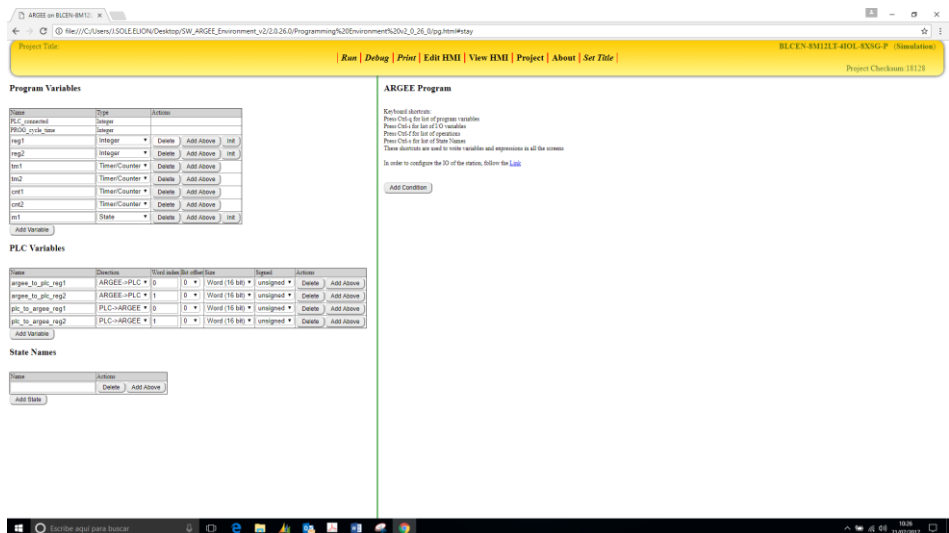 ARGEE on BLCEN-8M12L
file:///C:/Users/J.SOLE.ELION/Desktop/SW_ARGEE_Environment_v2/2.0.26.0/Programming%20Environment%20v2_0_26_0/pg.html#stay
Project Title:
BLCEN-8M12LT-4IOL-8XSG-P (Simulation)
| Run | Debug | Print | Edit HMI | View HMI | Project | About | Set Title |
Project Checksum:18128
Program Variables
Name Type Actions
PLC_connected Integer
PROG_cycle_time Integer
reg1 Integer Delete Add Above Init
reg2 Integer Delete Add Above Init
tm1 Timer/Counter Delete Add Above
tm2 Timer/Counter Delete Add Above
cnt1 Timer/Counter Delete Add Above
cnt2 Timer/Counter Delete Add Above
m1 State Delete Add Above Init
Add Variable
PLC Variables
Name Direction Word index Bit offset Size Signed Actions
argee_to_plc_reg1 ARGEE->PLC 0 0 Word (16 bit) unsigned Delete Add Above
argee_to_plc_reg2 ARGEE->PLC 1 0 Word (16 bit) unsigned Delete Add Above
plc_to_argee_reg1 PLC->ARGEE 0 0 Word (16 bit) unsigned Delete Add Above
plc_to_argee_reg2 PLC->ARGEE 1 0 Word (16 bit) unsigned Delete Add Above
Add Variable
State Names
Name Actions
Delete Add Above
Add State
ARGEE Program
Keyboard shortcuts:
Press Ctrl-q for list of program variables
Press Ctrl-i for list of I/O variables
Press Ctrl-f for list of operations
Press Ctrl-s for list of State Names
These shortcuts are used to write variables and expressions in all the screens
In order to configure the IO of the station, follow the Link
Add Condition
Escribe aquí para buscar
10:26